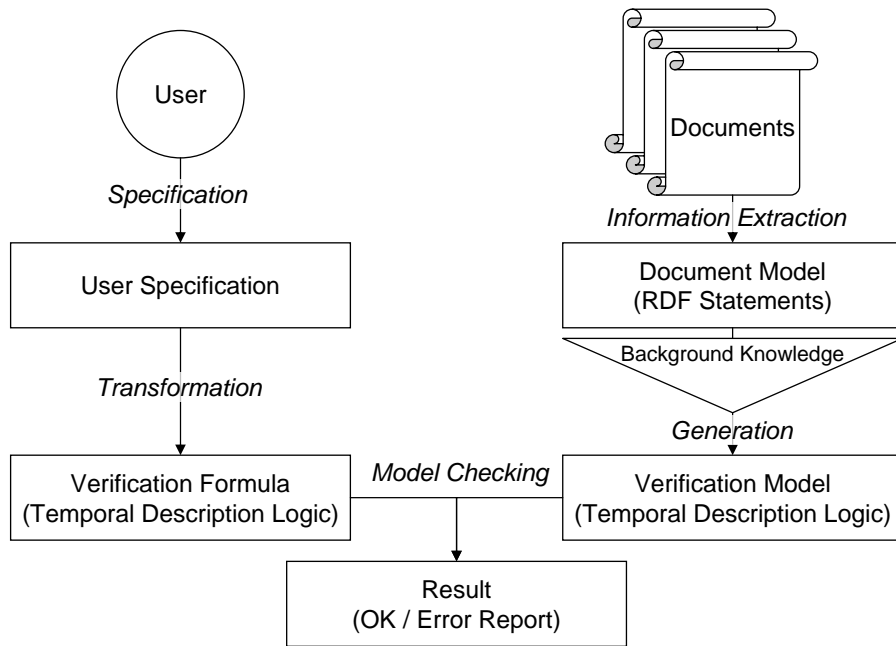 User
Documents
Specification
Information Extraction
User Specification
Document Model
(RDF Statements)
Background Knowledge
Transformation
Generation
Verification Formula
(Temporal Description Logic)
Model Checking
Verification Model
(Temporal Description Logic)
Result
(OK / Error Report)